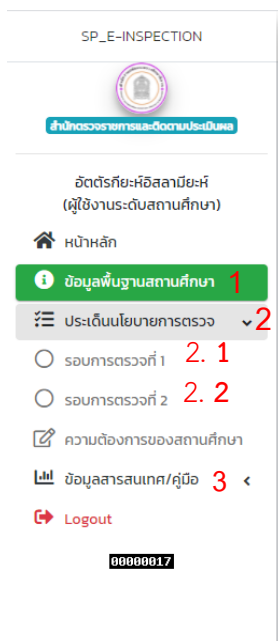 SP_E-INSPECTION
สำนักตรวจราชการและติดตามประเมินผล
อัตตัรกียะห์อิสลามียะห์
(ผู้ใช้งานระดับสถานศึกษา)
หน้าหลัก
ข้อมูลพื้นฐานสถานศึกษา 1
ประเด็นนโยบายการตรวจ 2
รอบการตรวจที่ 1 2. 1
รอบการตรวจที่ 2 2. 2
ความต้องการของสถานศึกษา
ข้อมูลสารสนเทศ/คู่มือ 3
Logout
00000017